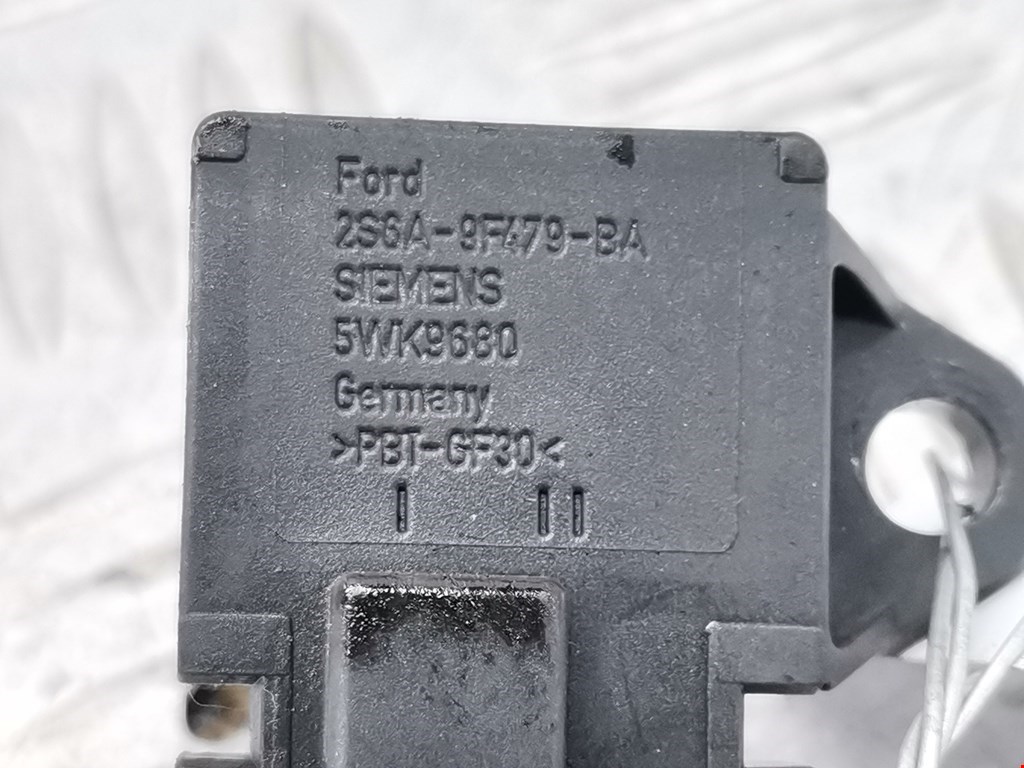 Ford
2S6A-9F479-BA
SIEMENS
5WK9680
Germany
>PBT-GF30<